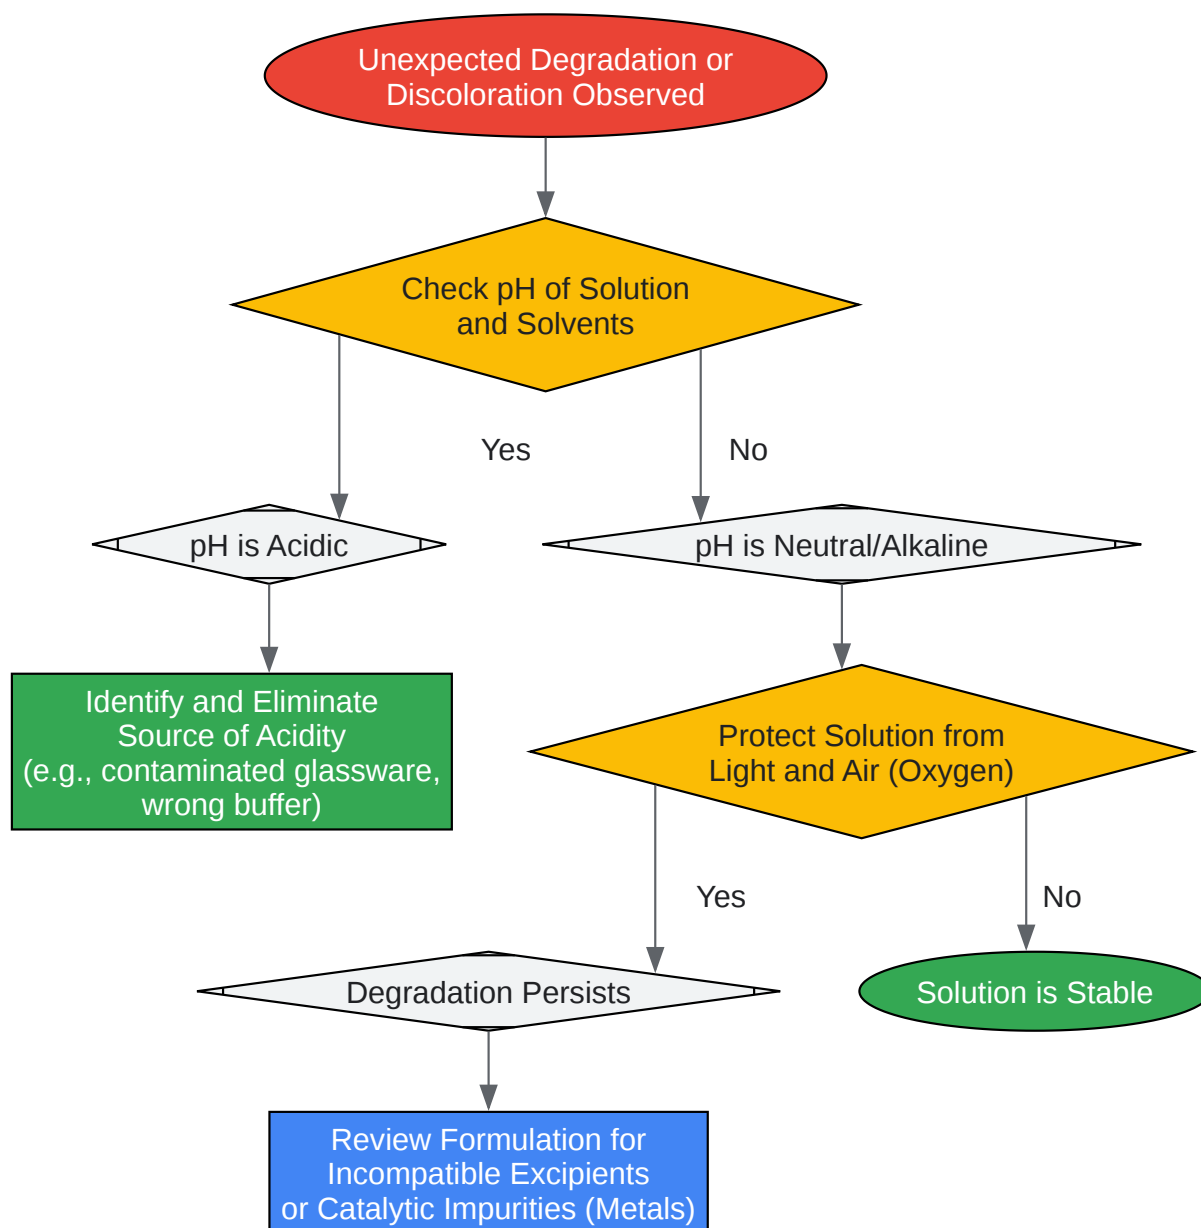 Unexpected Degradation or
Discoloration Observed
Check pH of Solution
and Solvents
Yes
No
pH is Acidic
pH is Neutral/Alkaline
Identify and Eliminate
Source of Acidity
(e.g., contaminated glassware,
wrong buffer)
Protect Solution from
Light and Air (Oxygen)
Yes
No
Degradation Persists
Solution is Stable
Review Formulation for
Incompatible Excipients
or Catalytic Impurities (Metals)